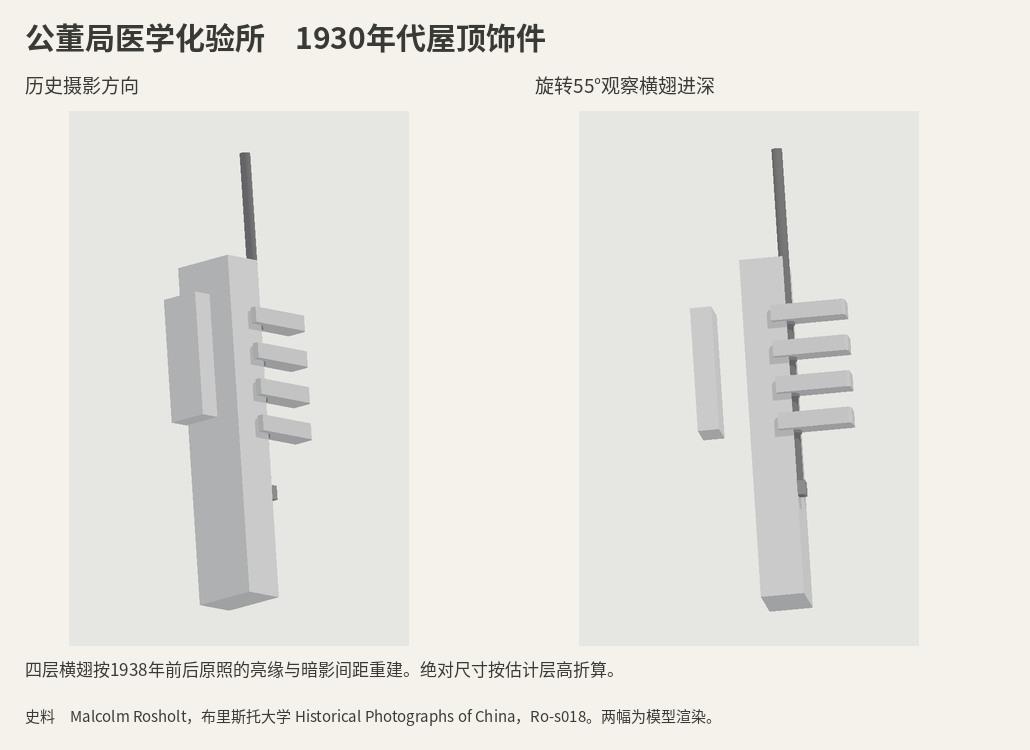 公董局医学化验所　1930年代屋顶饰件
历史摄影方向
旋转55°观察横翅进深
四层横翅按1938年前后原照的亮缘与暗影间距重建。绝对尺寸按估计层高折算。
史料　Malcolm Rosholt，布里斯托大学 Historical Photographs of China，Ro-s018。两幅为模型渲染。